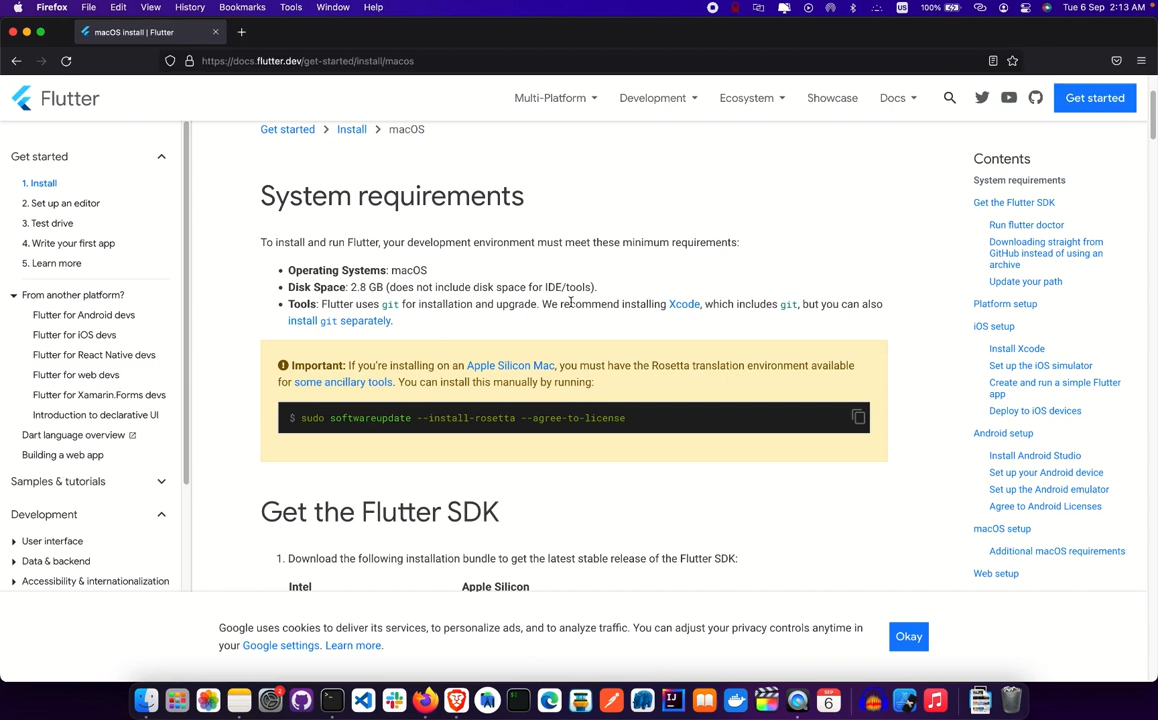 Firefox File Edit View History Bookmarks Tools Window Help 100% Tue 6 Sep 2:13 AM
macOS install | Flutter
https://docs.flutter.dev/get-started/install/macos
Flutter Multi-Platform Development Ecosystem Showcase Docs Get started
Get started Install macOS
Get started
1. Install
2. Set up an editor
3. Test drive
4. Write your first app
5. Learn more
From another platform?
Flutter for Android devs
Flutter for iOS devs
Flutter for React Native devs
Flutter for web devs
Flutter for Xamarin.Forms devs
Introduction to declarative UI
Dart language overview
Building a web app
Samples & tutorials
Development
User interface
Data & backend
Accessibility & internationalization
System requirements
To install and run Flutter, your development environment must meet these minimum requirements:
• Operating Systems: macOS
• Disk Space: 2.8 GB (does not include disk space for IDE/tools).
• Tools: Flutter uses git for installation and upgrade. We recommend installing Xcode, which includes git, but you can also
install git separately.
Important: If you're installing on an Apple Silicon Mac, you must have the Rosetta translation environment available
for some ancillary tools. You can install this manually by running:
$ sudo softwareupdate --install-rosetta --agree-to-license
Get the Flutter SDK
1. Download the following installation bundle to get the latest stable release of the Flutter SDK:
Intel Apple Silicon
Contents
System requirements
Get the Flutter SDK
Run flutter doctor
Downloading straight from
GitHub instead of using an
archive
Update your path
Platform setup
iOS setup
Install Xcode
Set up the iOS simulator
Create and run a simple Flutter
app
Deploy to iOS devices
Android setup
Install Android Studio
Set up your Android device
Set up the Android emulator
Agree to Android Licenses
macOS setup
Additional macOS requirements
Web setup
Google uses cookies to deliver its services, to personalize ads, and to analyze traffic. You can adjust your privacy controls anytime in
your Google settings. Learn more.
Okay